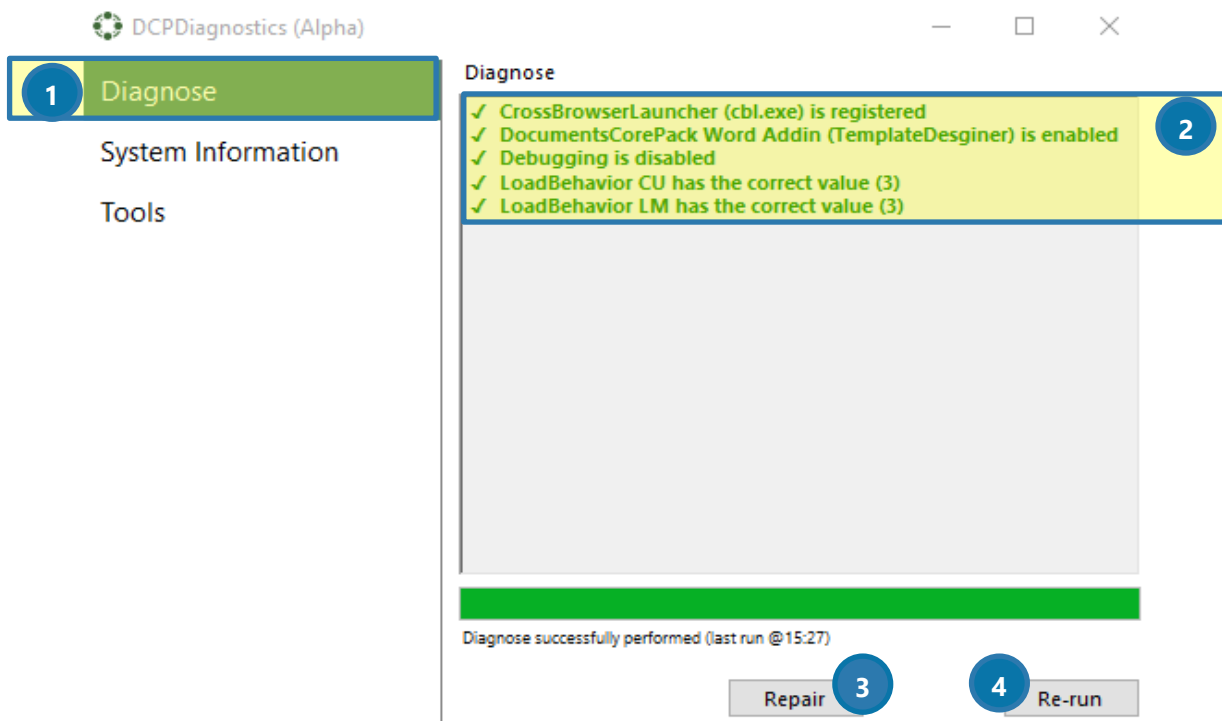 DCPDiagnostics (Alpha)
1
Diagnose
System Information
Tools
Diagnose
✓ CrossBrowserLauncher (cbl.exe) is registered
✓ DocumentsCorePack Word Addin (TemplateDesginer) is enabled
✓ Debugging is disabled
✓ LoadBehavior CU has the correct value (3)
✓ LoadBehavior LM has the correct value (3)
2
Diagnose successfully performed (last run @15:27)
Repair 3
4 Re-run